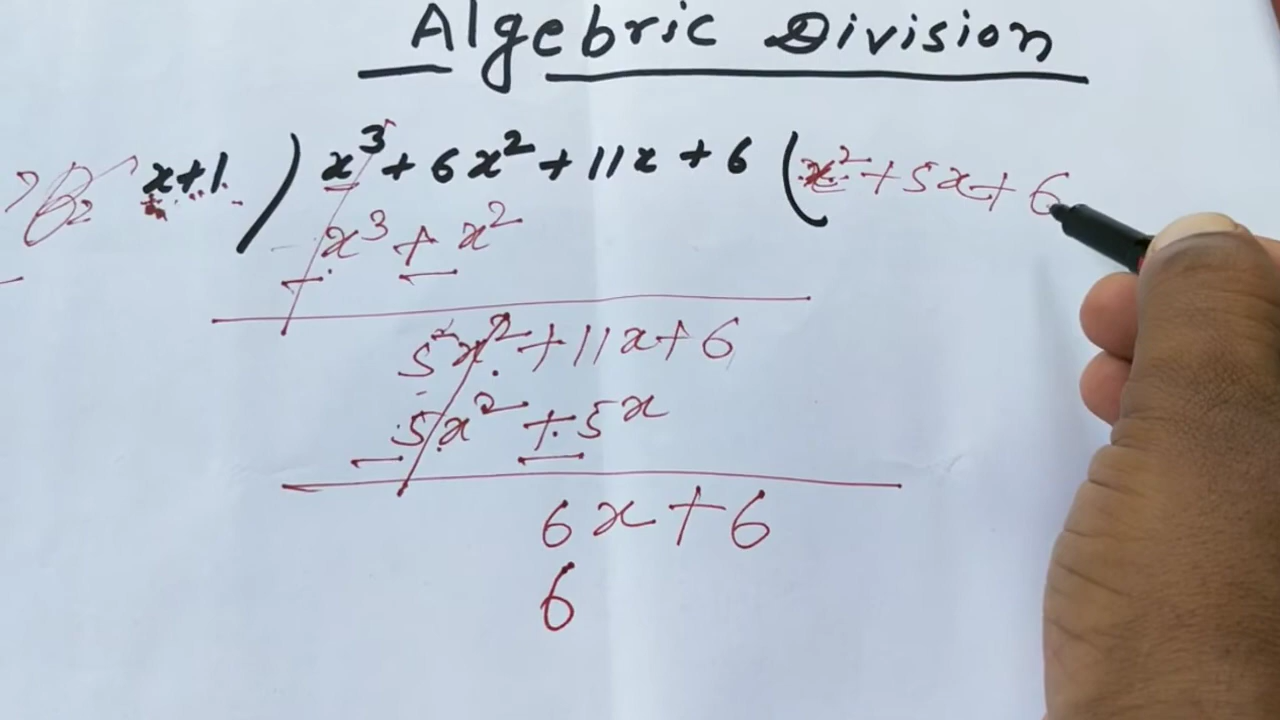 Algebric Division
x+1 ) x³ + 6x² + 11x + 6 ( x² + 5x + 6
x³ + x²
5x² + 11x + 6
5x² + 5x
6x + 6
6